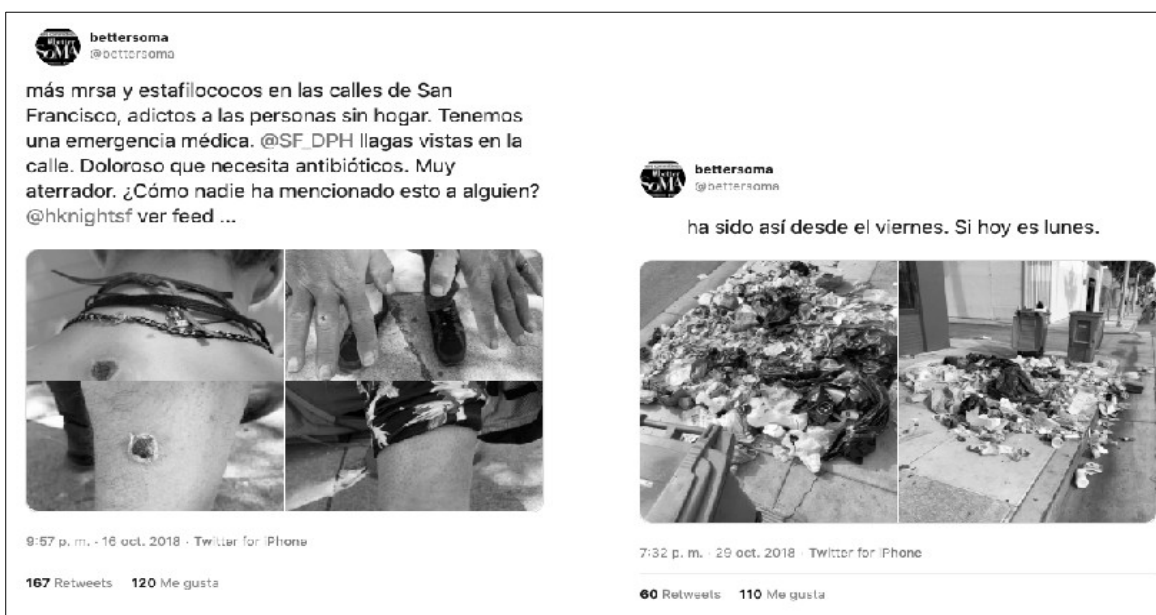 bettersoma
@bettersoma
más mrsa y estafilococos en las calles de San
Francisco, adictos a las personas sin hogar. Tenemos
una emergencia médica. @SF_DPH llagas vistas en la
calle. Doloroso que necesita antibióticos. Muy
aterrador. ¿Cómo nadie ha mencionado esto a alguien?
@hknightsf ver feed ...
9:57 p. m. · 16 oct. 2018 · Twitter for iPhone
167 Retweets 120 Me gusta
SoMA
bettersoma
@bettersoma
ha sido así desde el viernes. Si hoy es lunes.
7:32 p. m. · 29 oct. 2018 · Twitter for iPhone
60 Retweets 110 Me gusta